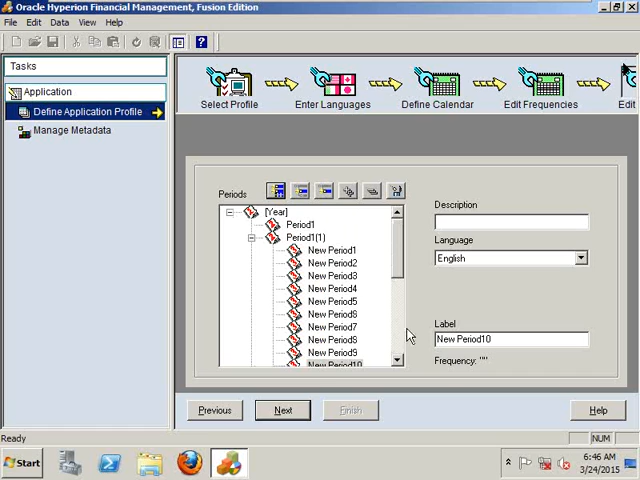 Oracle Hyperion Financial Management, Fusion Edition
File Edit Data View Help
Tasks
Application
Define Application Profile
Manage Metadata
Select Profile
Enter Languages
Define Calendar
Edit Frequencies
Edit
Periods
[Year]
Period1
Period1(1)
New Period1
New Period2
New Period3
New Period4
New Period5
New Period6
New Period7
New Period8
New Period9
New Period10
Description
Language
English
Label
New Period10
Frequency: ""
Previous
Next
Finish
Help
Ready
NUM
Start
6:46 AM
3/24/2015